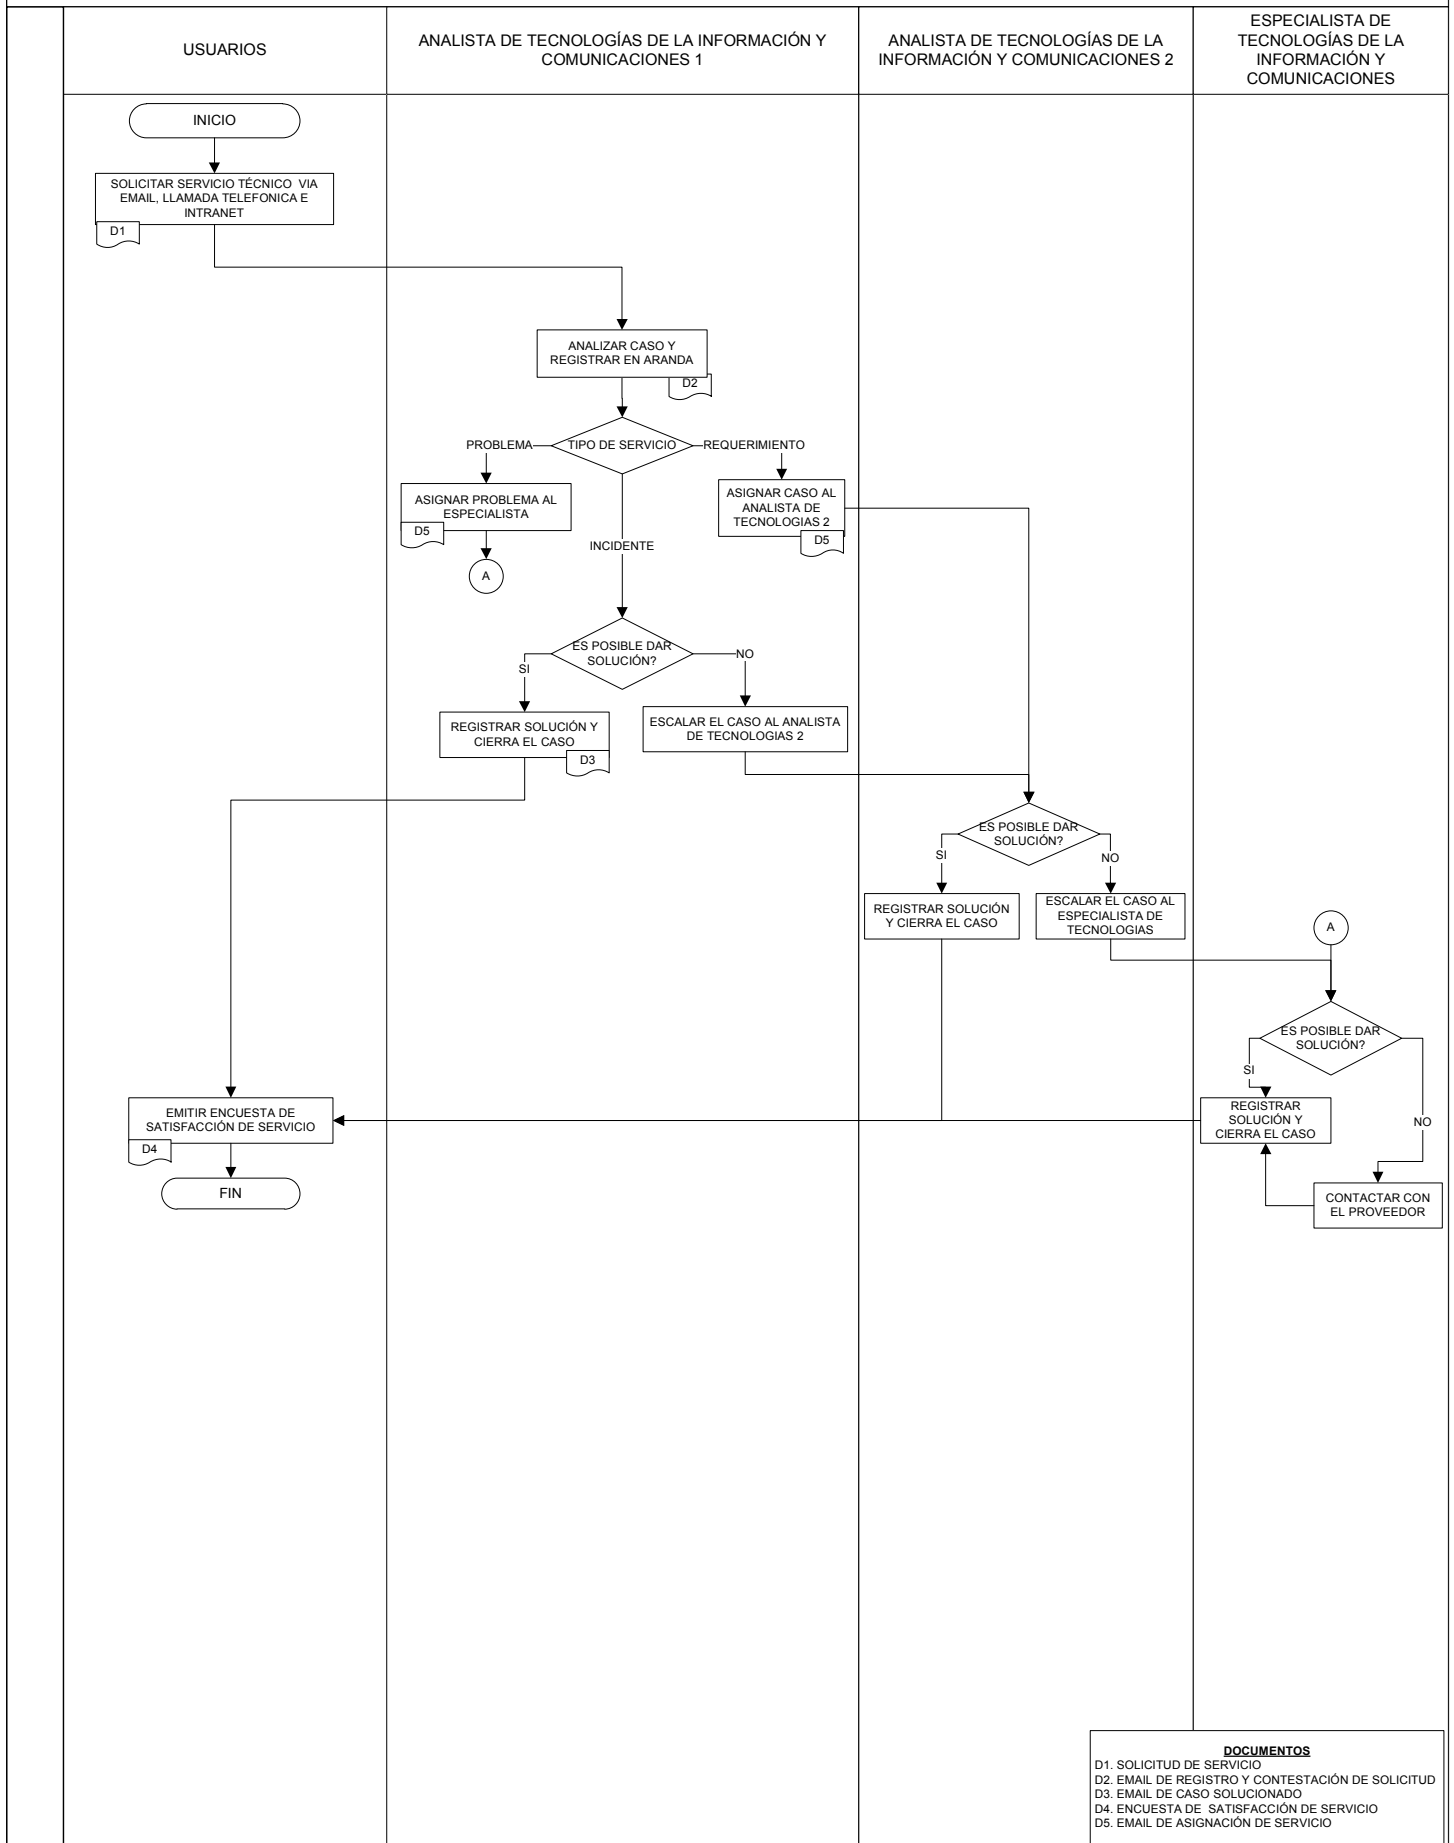 USUARIOS
ANALISTA DE TECNOLOGÍAS DE LA INFORMACIÓN Y
COMUNICACIONES 1
ANALISTA DE TECNOLOGÍAS DE LA
INFORMACIÓN Y COMUNICACIONES 2
ESPECIALISTA DE
TECNOLOGÍAS DE LA
INFORMACIÓN Y
COMUNICACIONES
INICIO
SOLICITAR SERVICIO TÉCNICO  VIA
EMAIL, LLAMADA TELEFONICA E
INTRANET
D1
ANALIZAR CASO Y
REGISTRAR EN ARANDA
D2
PROBLEMA
TIPO DE SERVICIO
REQUERIMIENTO
ASIGNAR PROBLEMA AL
ESPECIALISTA
D5
A
ASIGNAR CASO AL
ANALISTA DE
TECNOLOGIAS 2
D5
INCIDENTE
ES POSIBLE DAR
SOLUCIÓN?
SI
NO
REGISTRAR SOLUCIÓN Y
CIERRA EL CASO
D3
ESCALAR EL CASO AL ANALISTA
DE TECNOLOGIAS 2
ES POSIBLE DAR
SOLUCIÓN?
SI
NO
REGISTRAR SOLUCIÓN
Y CIERRA EL CASO
ESCALAR EL CASO AL
ESPECIALISTA DE
TECNOLOGIAS
A
ES POSIBLE DAR
SOLUCIÓN?
SI
NO
REGISTRAR
SOLUCIÓN Y
CIERRA EL CASO
CONTACTAR CON
EL PROVEEDOR
EMITIR ENCUESTA DE
SATISFACCIÓN DE SERVICIO
D4
FIN
DOCUMENTOS
D1. SOLICITUD DE SERVICIO
D2. EMAIL DE REGISTRO Y CONTESTACIÓN DE SOLICITUD
D3. EMAIL DE CASO SOLUCIONADO
D4. ENCUESTA DE  SATISFACCIÓN DE SERVICIO
D5. EMAIL DE ASIGNACIÓN DE SERVICIO